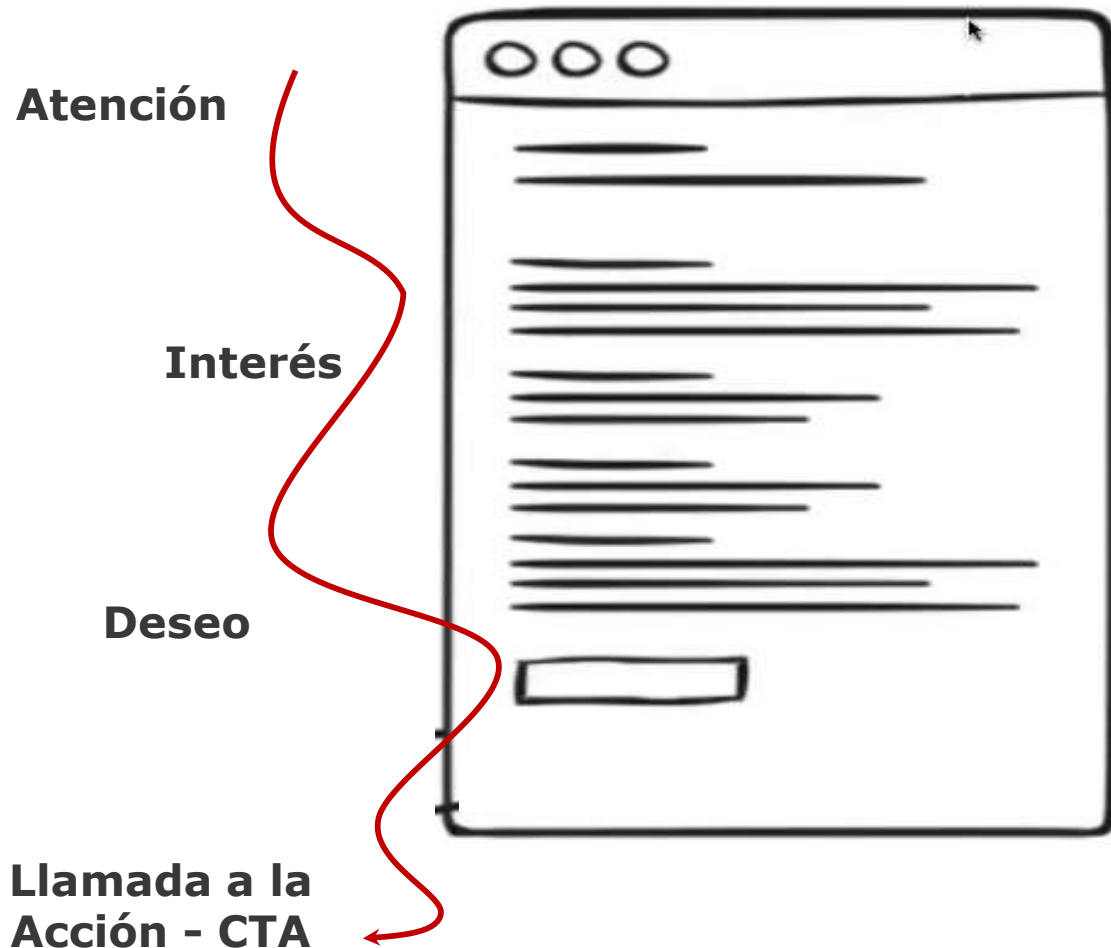 Atención
Interés
Deseo
Llamada a la
Acción - CTA